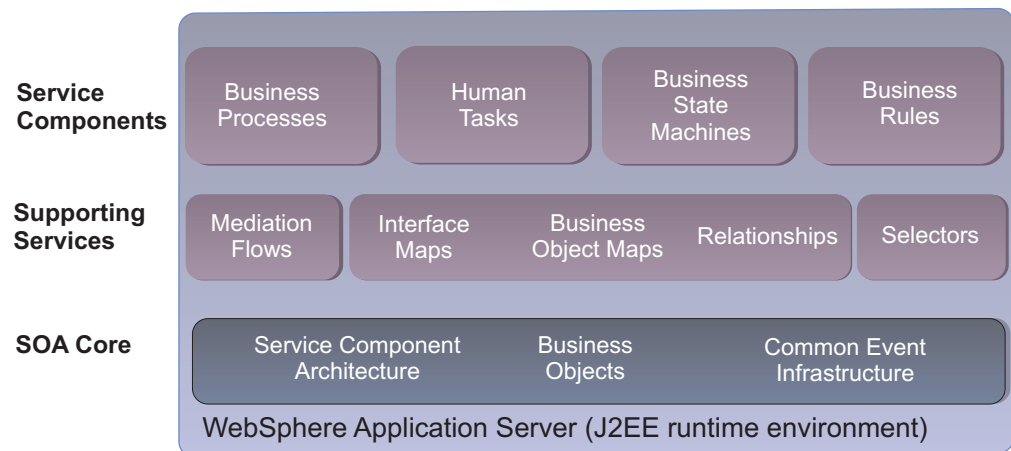 Service
Components
Business
Processes
Human
Tasks
Business
State
Machines
Business
Rules
Supporting
Services
Mediation
Flows
Interface
Maps
Business
Object Maps
Relationships
Selectors
SOA Core
Service Component
Architecture
Business
Objects
Common Event
Infrastructure
WebSphere Application Server (J2EE runtime environment)